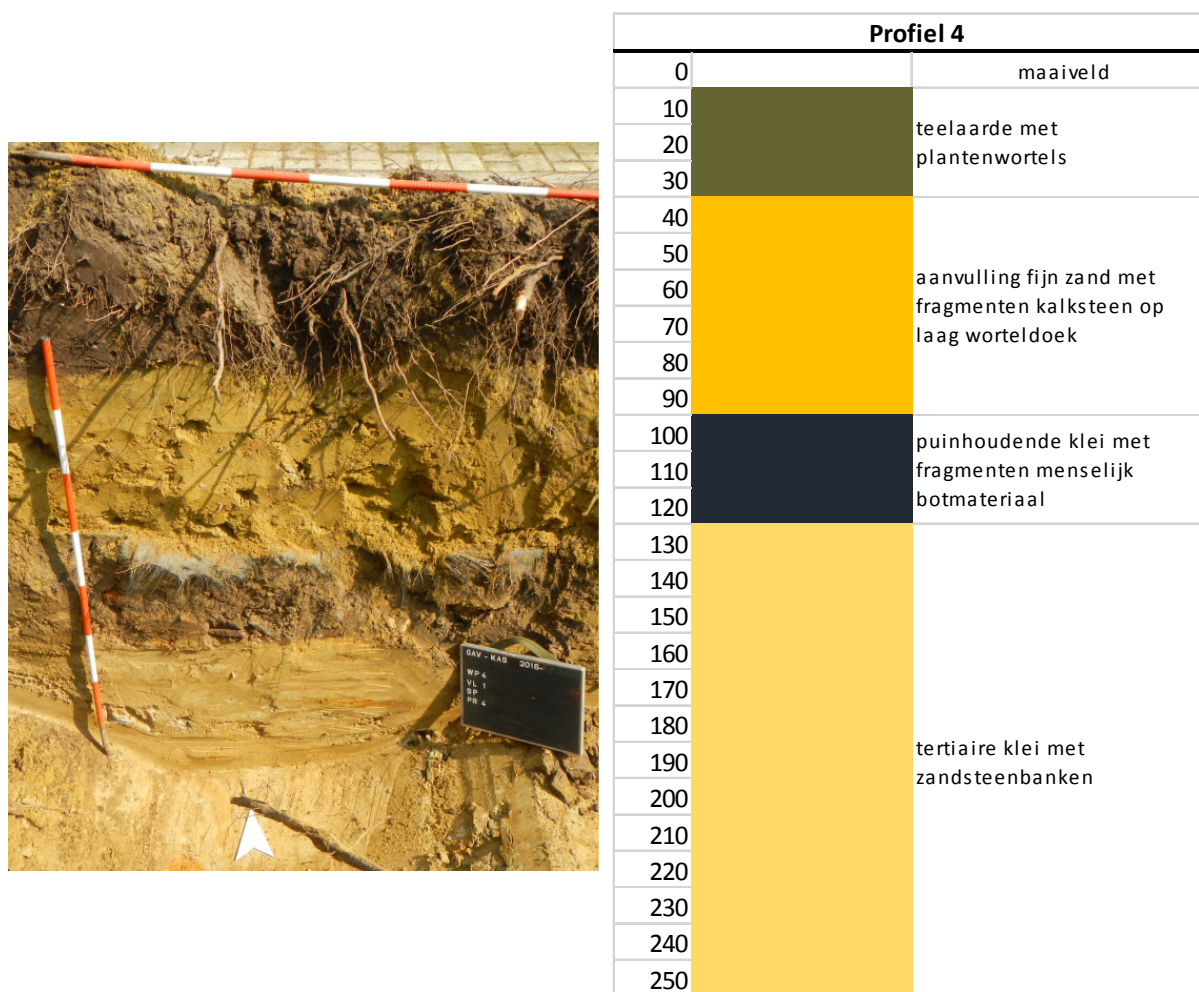 GAV - KAS 2016-
WP 4
VL 1
SP
PR 4
Profiel 4
0 maaiveld
10
20
30
teelaarde met
plantenwortels
40
50
60
70
80
90
aanvulling fijn zand met
fragmenten kalksteen op
laag worteldoek
100
110
120
puinhoudende klei met
fragmenten menselijk
botmateriaal
130
140
150
160
170
180
190
200
210
220
230
240
250
tertiaire klei met
zandsteenbanken